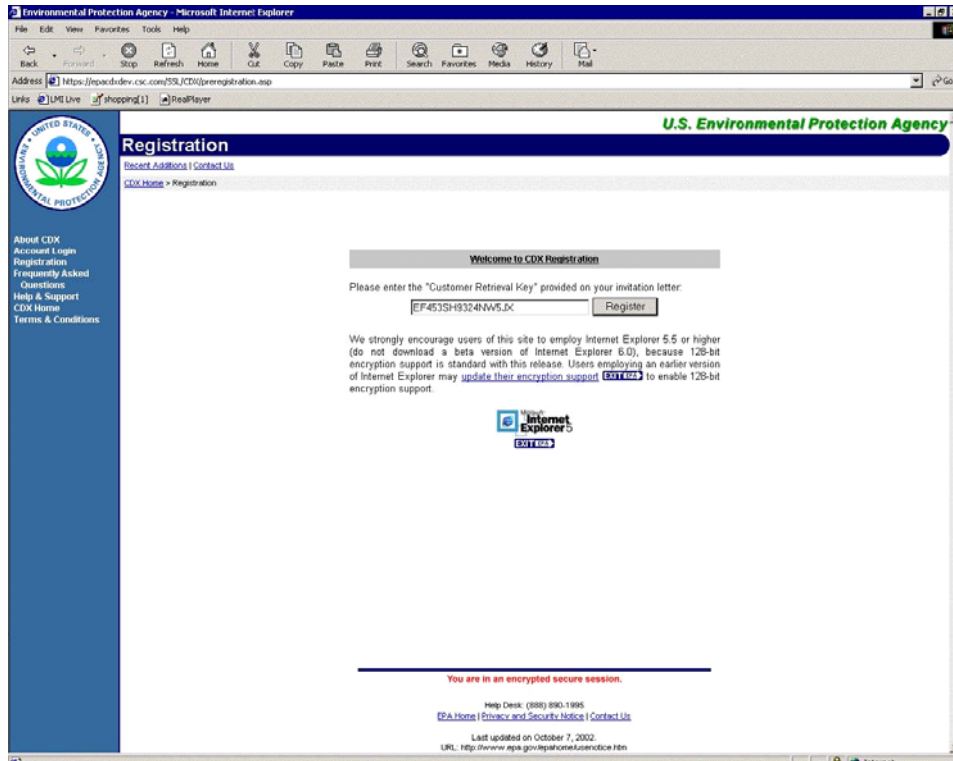 Environmental Protection Agency - Microsoft Internet Explorer
File Edit View Favorites Tools Help
Back Forward Stop Refresh Home Cut Copy Paste Print Search Favorites Media History Mail
Address https://epacdxdev.csc.com/SSL/CDX/preregistration.asp Go
Links LMI Live shopping[1] RealPlayer
UNITED STATES ENVIRONMENTAL PROTECTION AGENCY
U.S. Environmental Protection Agency
Registration
Recent Additions | Contact Us
CDX Home > Registration
About CDX
Account Login
Registration
Frequently Asked
Questions
Help & Support
CDX Home
Terms & Conditions
Welcome to CDX Registration
Please enter the "Customer Retrieval Key" provided on your invitation letter:
EF453SH9324NW5JX Register
We strongly encourage users of this site to employ Internet Explorer 5.5 or higher
(do not download a beta version of Internet Explorer 6.0), because 128-bit
encryption support is standard with this release. Users employing an earlier version
of Internet Explorer may update their encryption support EXIT EPA to enable 128-bit
encryption support.
Microsoft
Internet
Explorer 5
EXIT EPA
You are in an encrypted secure session.
Help Desk: (888) 890-1995
EPA Home | Privacy and Security Notice | Contact Us
Last updated on October 7, 2002.
URL: http://www.epa.gov/epahome/usenotice.htm